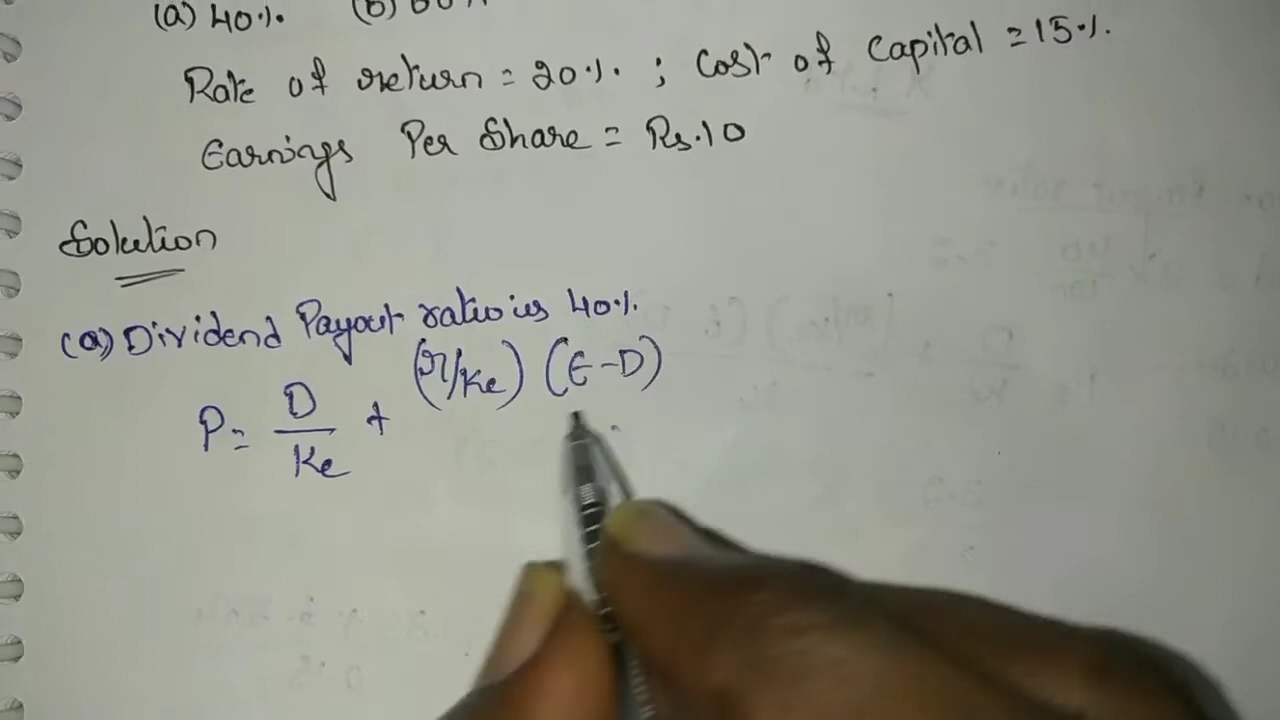 (a) 40%. (b)
Rate of return = 20%. ; Cost of Capital = 15%.
Earnings Per Share = Rs.10
Solution
(a) Dividend Payout ratio is 40%.
P = D/Ke + (r/Ke) (E-D)